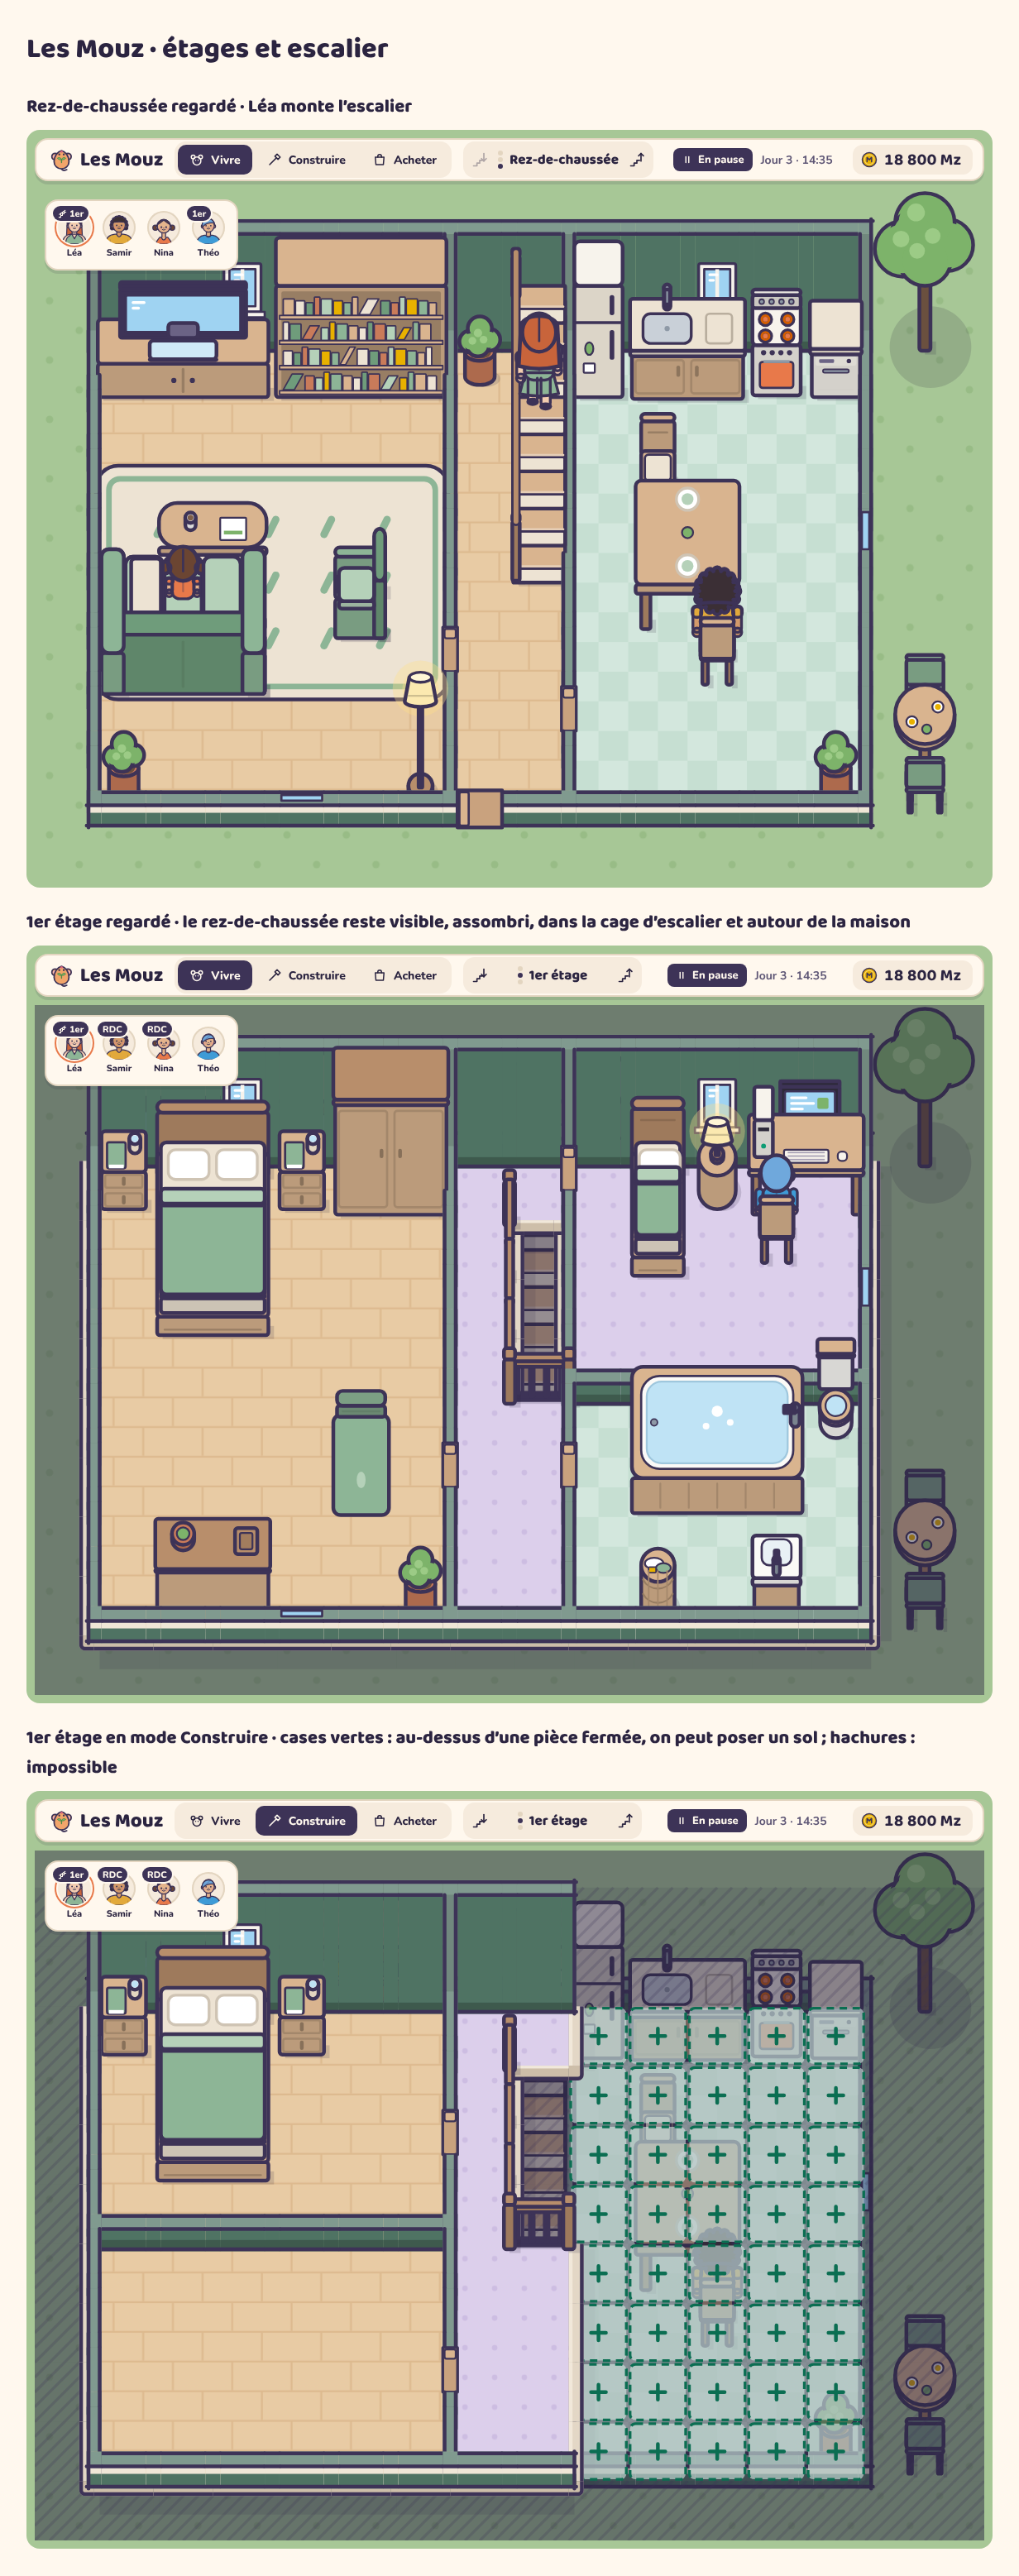 Les Mouz · étages et escalier
Rez-de-chaussée regardé · Léa monte l'escalier
Les Mouz Vivre Construire Acheter Rez-de-chaussée En pause Jour 3 · 14:35 M 18 800 Mz
1er 1er
Léa Samir Nina Théo
1er étage regardé · le rez-de-chaussée reste visible, assombri, dans la cage d'escalier et autour de la maison
Les Mouz Vivre Construire Acheter 1er étage En pause Jour 3 · 14:35 M 18 800 Mz
1er RDC RDC
Léa Samir Nina Théo
1er étage en mode Construire · cases vertes : au-dessus d'une pièce fermée, on peut poser un sol ; hachures :
impossible
Les Mouz Vivre Construire Acheter 1er étage En pause Jour 3 · 14:35 M 18 800 Mz
1er RDC RDC
Léa Samir Nina Théo